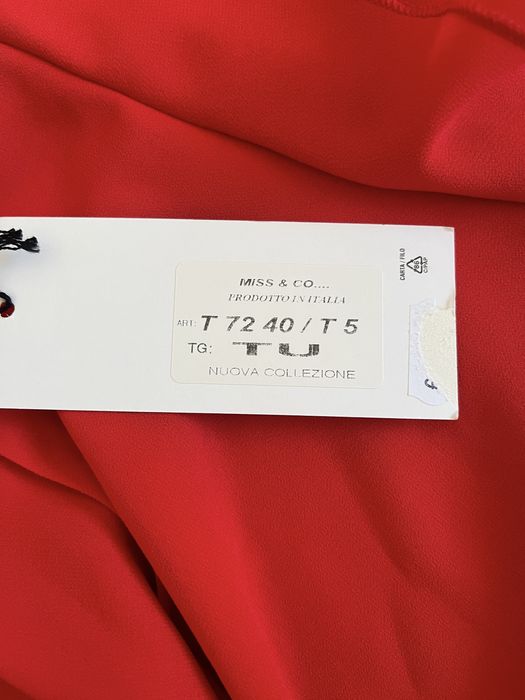 MISS & CO....
PRODOTTO IN ITALIA
ART: T 72 40 / T 5
TG: TU
NUOVA COLLEZIONE
CARTA / FILO
C/PAP
£